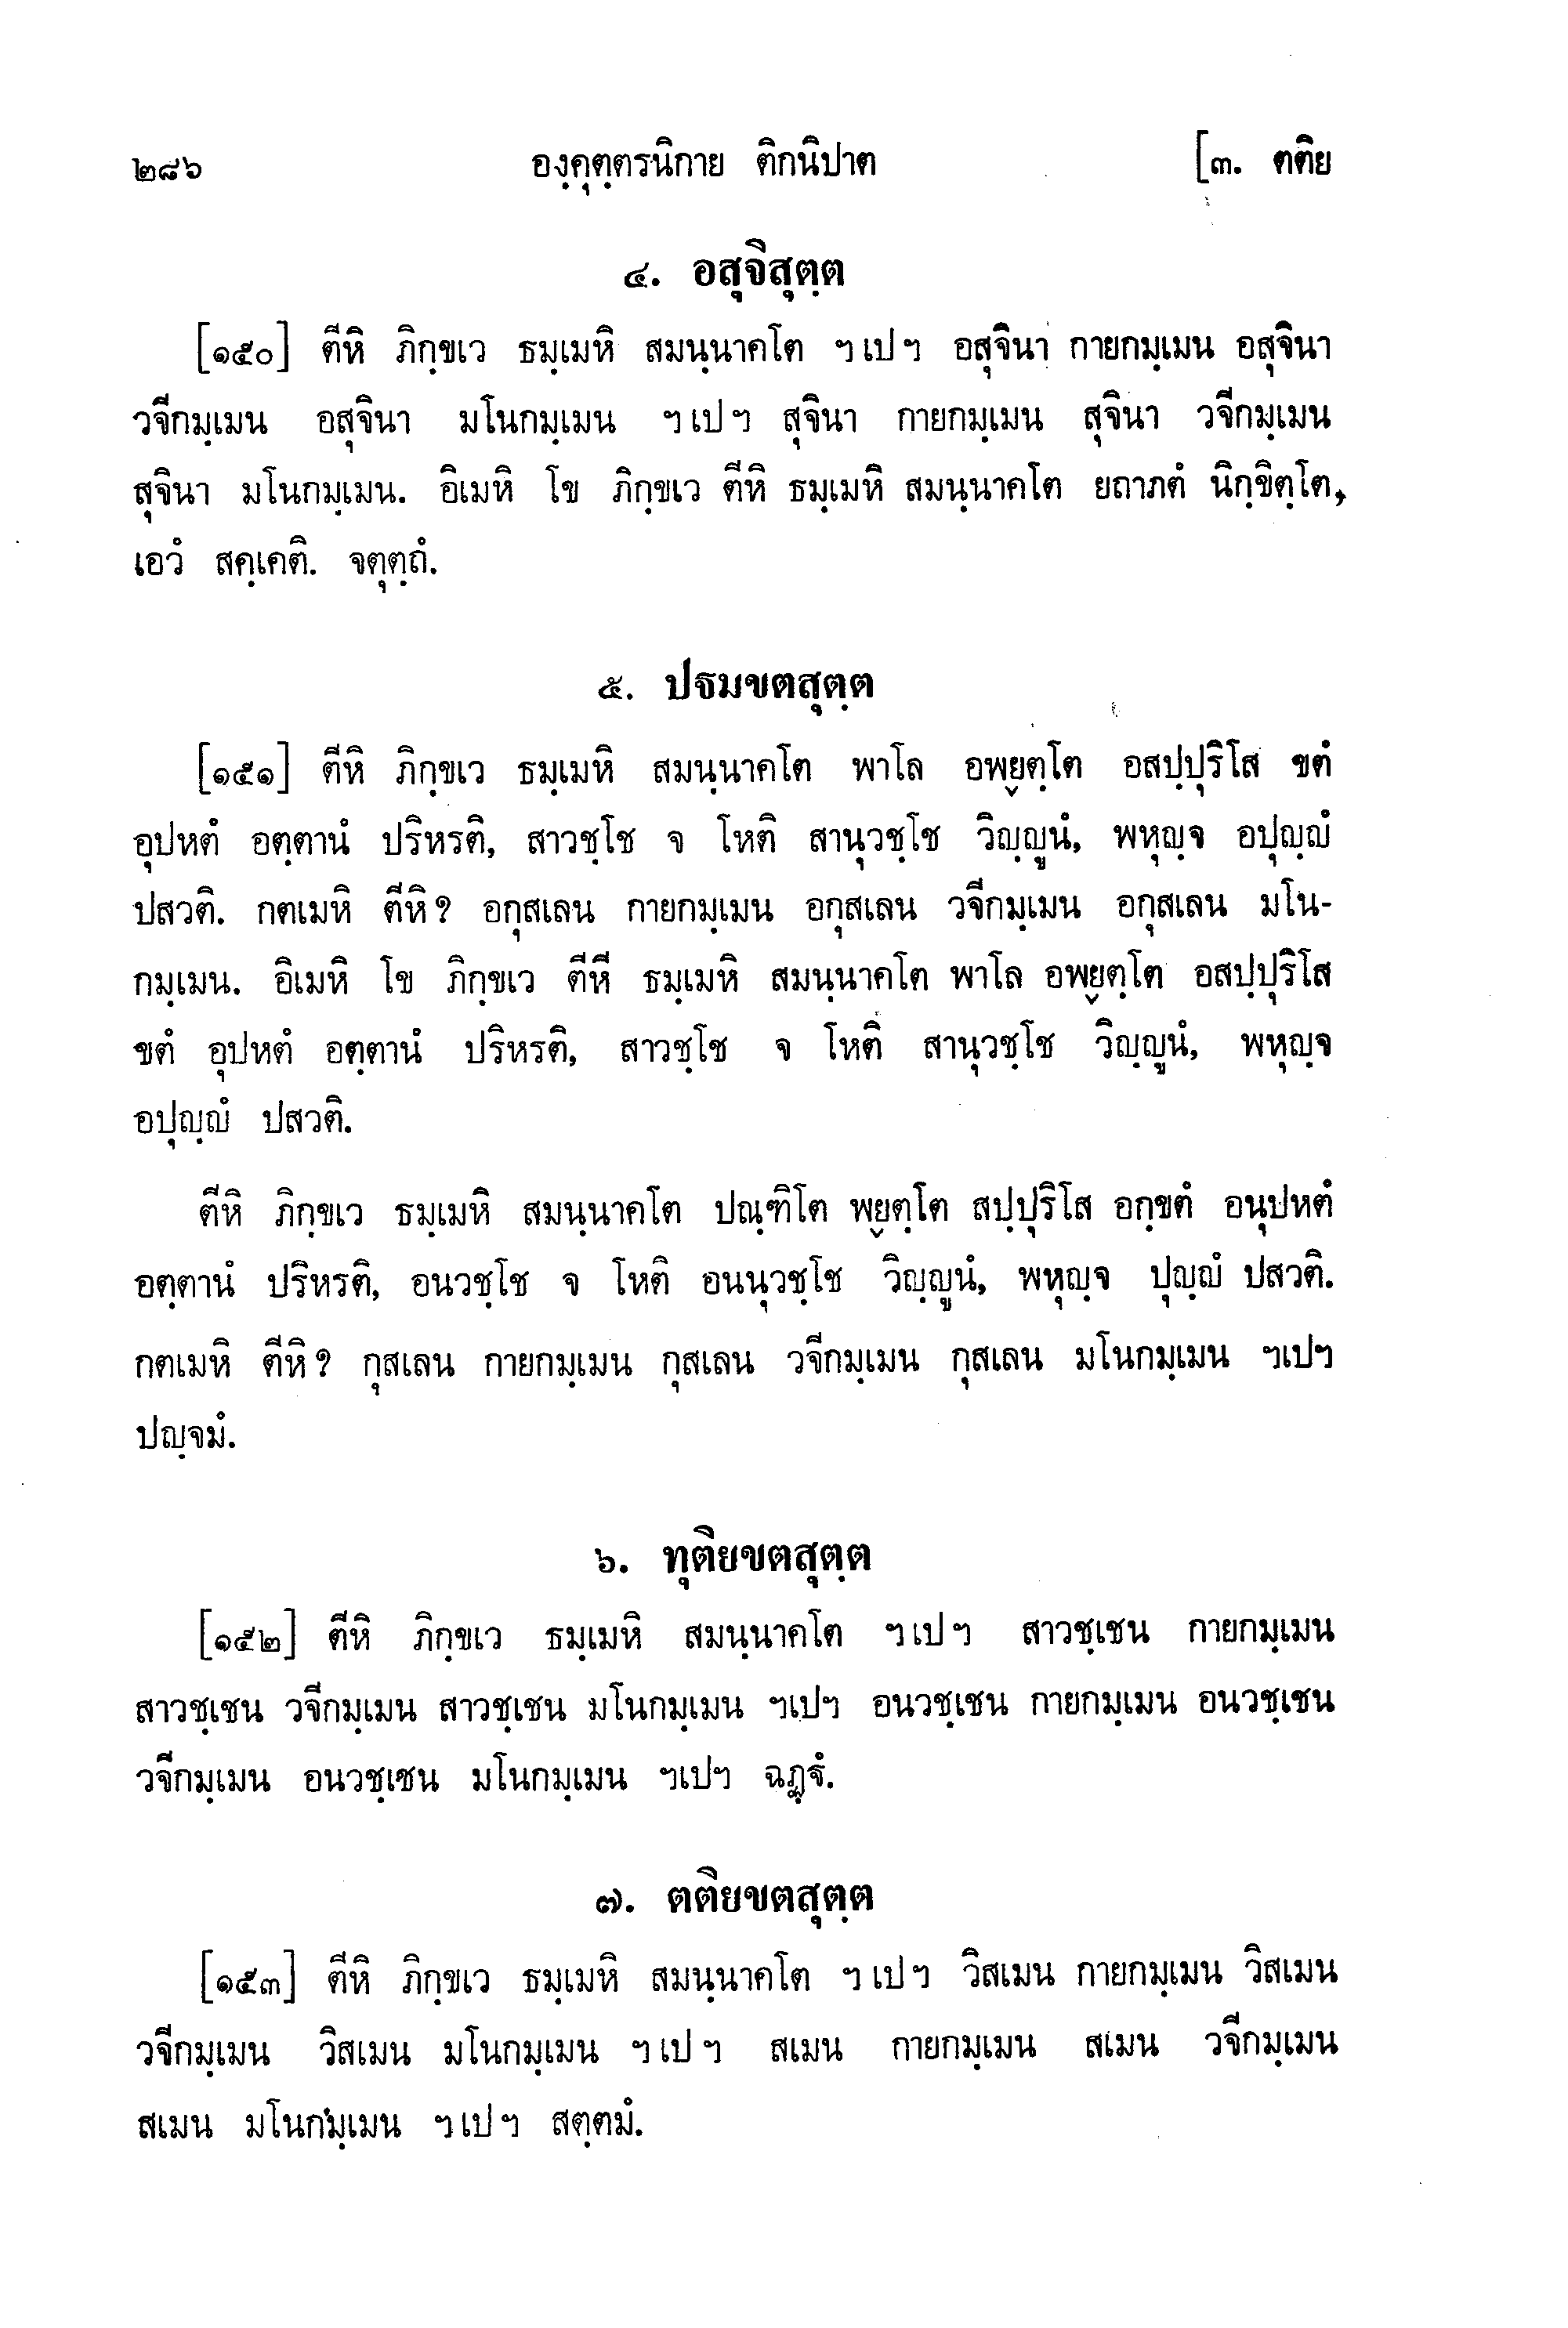 ๒๘๖ องฺคุตฺตรนิกาย ติกนิปาต [๓. ตติย
๔. อสุจิสุตฺต
[๑๕๐] ตีหิ ภิกฺขเว ธมฺเมหิ สมนฺนาคโต ฯเปฯ อสุจินา กายกมฺเมน อสุจินา
วจีกมฺเมน อสุจินา มโนกมฺเมน ฯเปฯ สุจินา กายกมฺเมน สุจินา วจีกมฺเมน
สุจินา มโนกมฺเมน. อิเมหิ โข ภิกฺขเว ตีหิ ธมฺเมหิ สมนฺนาคโต ยถาภตํ นิกฺขิตฺโต,
เอวํ สคฺเคติ. จตุตฺถํ.
๕. ปฐมขตสุตฺต
[๑๕๑] ตีหิ ภิกฺขเว ธมฺเมหิ สมนฺนาคโต พาโล อพฺยตฺโต อสปฺปุริโส ขตํ
อุปหตํ อตฺตานํ ปริหรติ, สาวชฺโช จ โหติ สานุวชฺโช วิญฺญูนํ, พหุญฺจ อปุญฺญํ
ปสวติ. กตเมหิ ตีหิ? อกุสเลน กายกมฺเมน อกุสเลน วจีกมฺเมน อกุสเลน มโน-
กมฺเมน. อิเมหิ โข ภิกฺขเว ตีหิ ธมฺเมหิ สมนฺนาคโต พาโล อพฺยตฺโต อสปฺปุริโส
ขตํ อุปหตํ อตฺตานํ ปริหรติ, สาวชฺโช จ โหติ สานุวชฺโช วิญฺญูนํ, พหุญฺจ
อปุญฺญํ ปสวติ.
ตีหิ ภิกฺขเว ธมฺเมหิ สมนฺนาคโต ปณฺฑิโต พฺยตฺโต สปฺปุริโส อกฺขตํ อนุปหตํ
อตฺตานํ ปริหรติ, อนวชฺโช จ โหติ อนนุวชฺโช วิญฺญูนํ, พหุญฺจ ปุญฺญํ ปสวติ.
กตเมหิ ตีหิ? กุสเลน กายกมฺเมน กุสเลน วจีกมฺเมน กุสเลน มโนกมฺเมน ฯเปฯ
ปญฺจมํ.
๖. ทุติยขตสุตฺต
[๑๕๒] ตีหิ ภิกฺขเว ธมฺเมหิ สมนฺนาคโต ฯเปฯ สาวชฺเชน กายกมฺเมน
สาวชฺเชน วจีกมฺเมน สาวชฺเชน มโนกมฺเมน ฯเปฯ อนวชฺเชน กายกมฺเมน อนวชฺเชน
วจีกมฺเมน อนวชฺเชน มโนกมฺเมน ฯเปฯ ฉฏฺฐํ.
๗. ตติยขตสุตฺต
[๑๕๓] ตีหิ ภิกฺขเว ธมฺเมหิ สมนฺนาคโต ฯเปฯ วิสเมน กายกมฺเมน วิสเมน
วจีกมฺเมน วิสเมน มโนกมฺเมน ฯเปฯ สเมน กายกมฺเมน สเมน วจีกมฺเมน
สเมน มโนกมฺเมน ฯเปฯ สตฺตมํ.